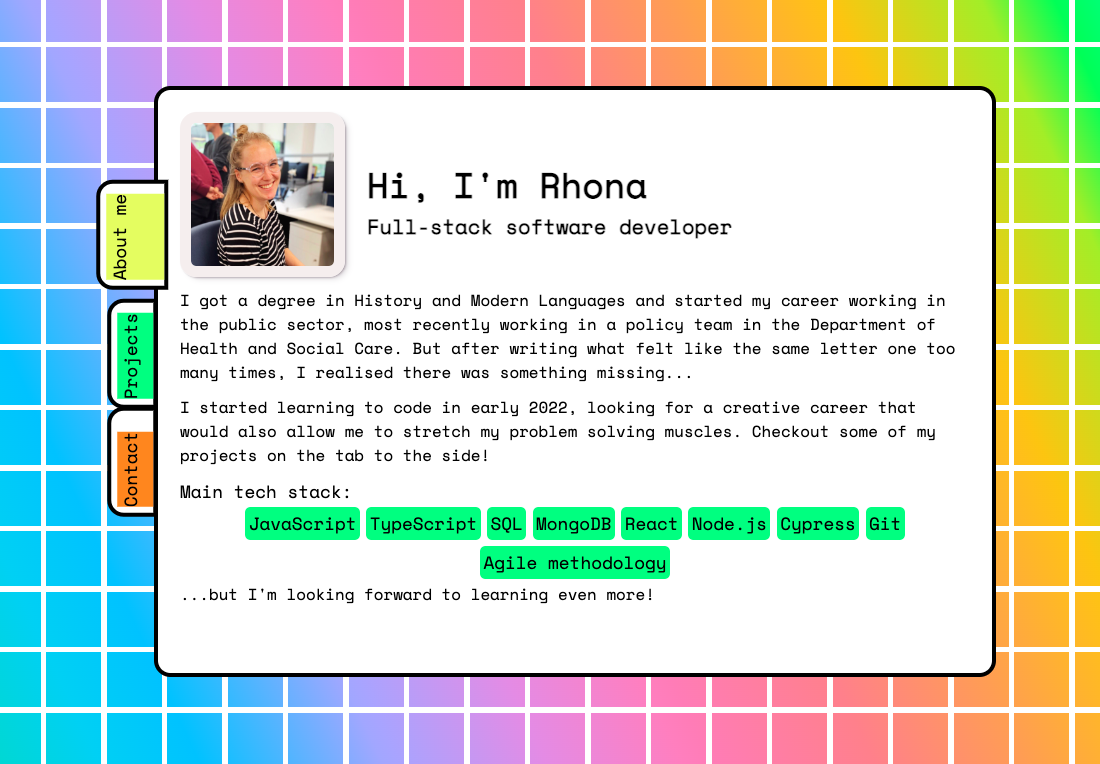 Hi, I'm Rhona
Full-stack software developer
About me
Projects
Contact
I got a degree in History and Modern Languages and started my career working in
the public sector, most recently working in a policy team in the Department of
Health and Social Care. But after writing what felt like the same letter one too
many times, I realised there was something missing...
I started learning to code in early 2022, looking for a creative career that
would also allow me to stretch my problem solving muscles. Checkout some of my
projects on the tab to the side!
Main tech stack:
JavaScript TypeScript SQL MongoDB React Node.js Cypress Git
Agile methodology
...but I'm looking forward to learning even more!